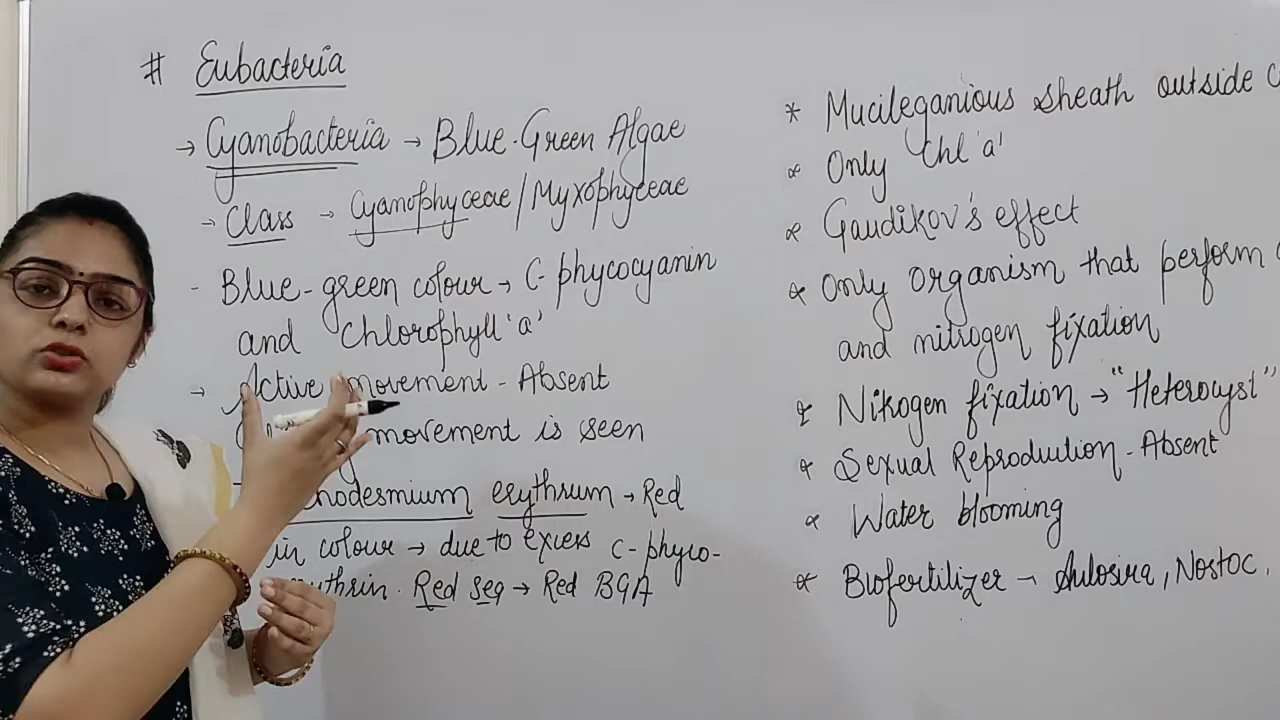 # Eubacteria
→ Cyanobacteria → Blue-Green Algae
→ Class → Cyanophyceae / Myxophyceae
- Blue-green colour → C-phycocyanin
and Chlorophyll 'a'
→ Active movement - Absent
movement is seen
erythrum → Red
in colour → due to excess C-phyco-
Red Sea → Red BGA
* Mucileganious sheath outside
* Only Chl 'a'
* Gaudikov's effect
* Only organism that perform
and nitrogen fixation
* Nitrogen fixation → "Heterocyst"
* Sexual Reproduction - Absent
* Water blooming
* Biofertilizer → Aulosira, Nostoc,